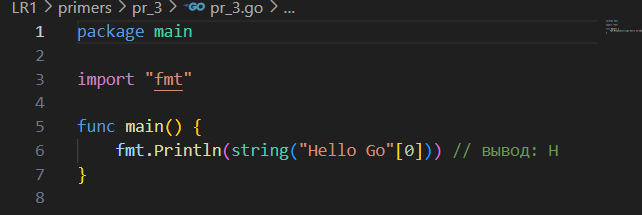 LR1 > primers > pr_3 > GO pr_3.go > ...
1 package main
2
3 import "fmt"
4
5 func main() {
6     fmt.Println(string("Hello Go"[0])) // вывод: H
7 }
8